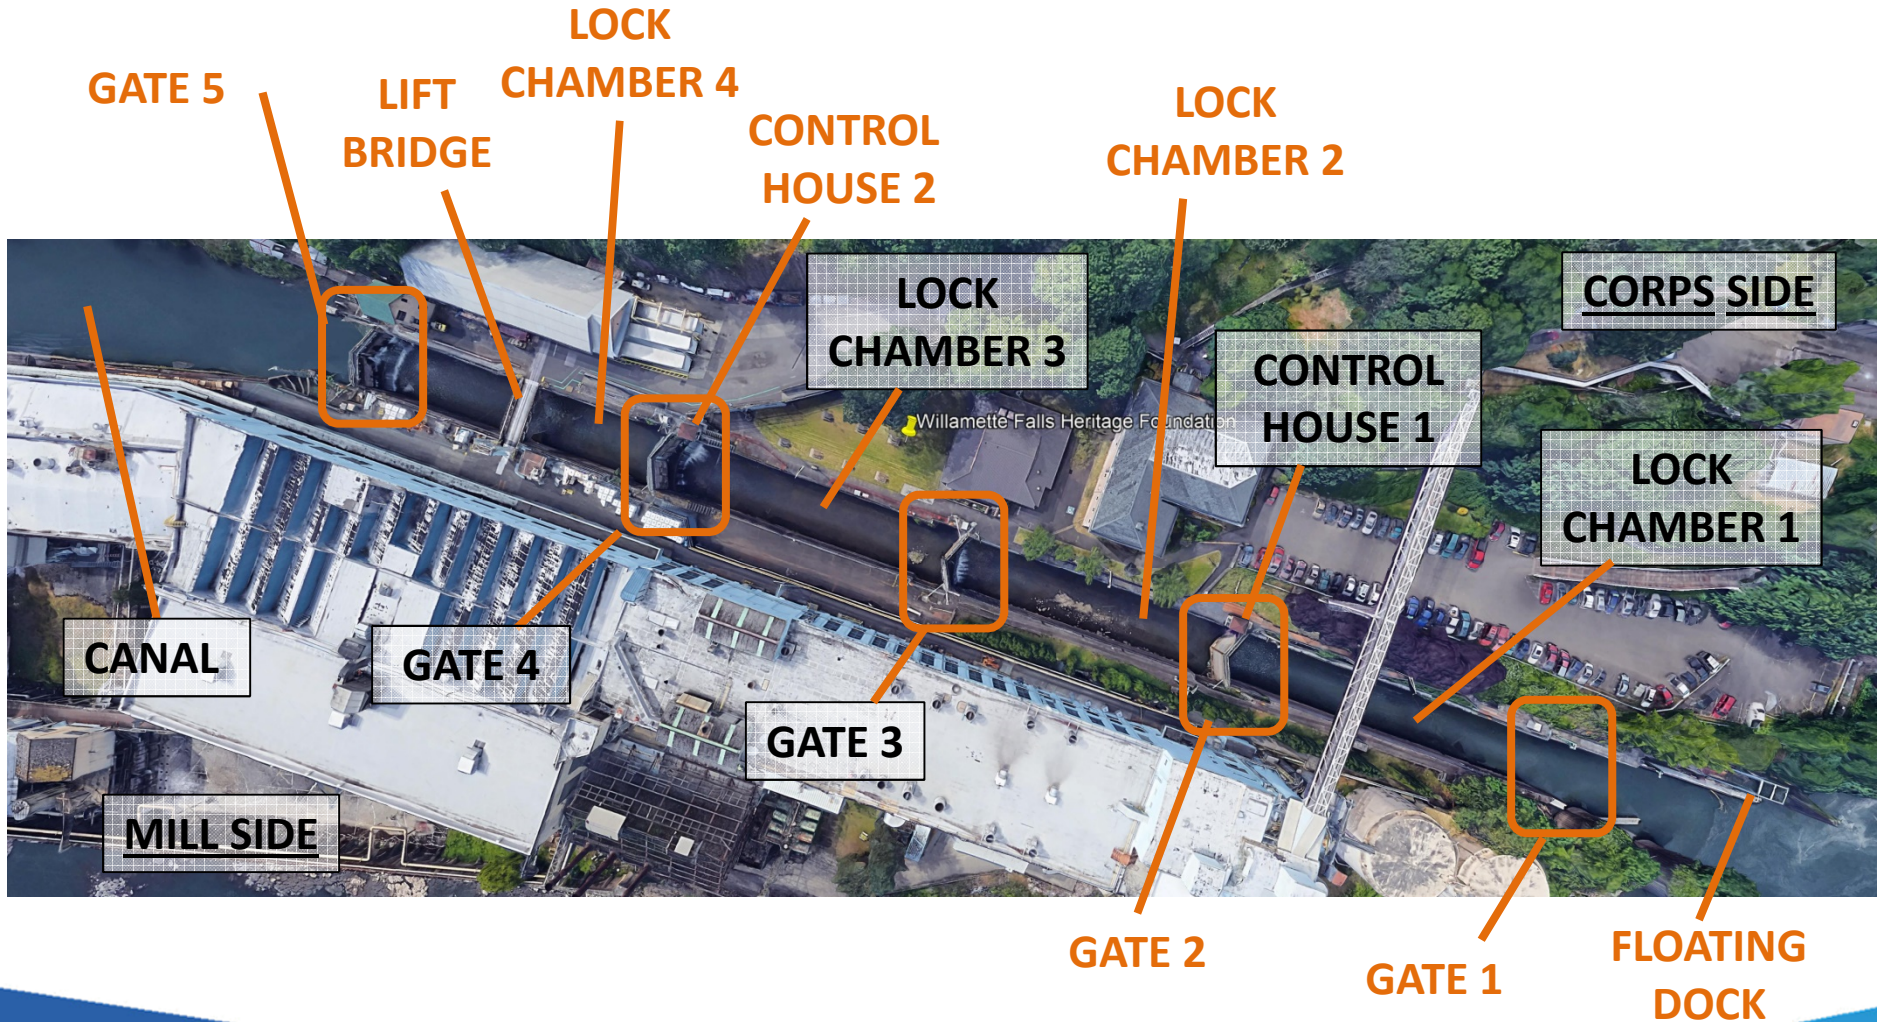 LOCK
CHAMBER 4
GATE 5
LIFT
BRIDGE
CONTROL
HOUSE 2
LOCK
CHAMBER 2
LOCK
CHAMBER 3
CORPS SIDE
CONTROL
HOUSE 1
Willamette Falls Heritage Foundation
LOCK
CHAMBER 1
CANAL
GATE 4
GATE 3
MILL SIDE
GATE 2
GATE 1
FLOATING
DOCK